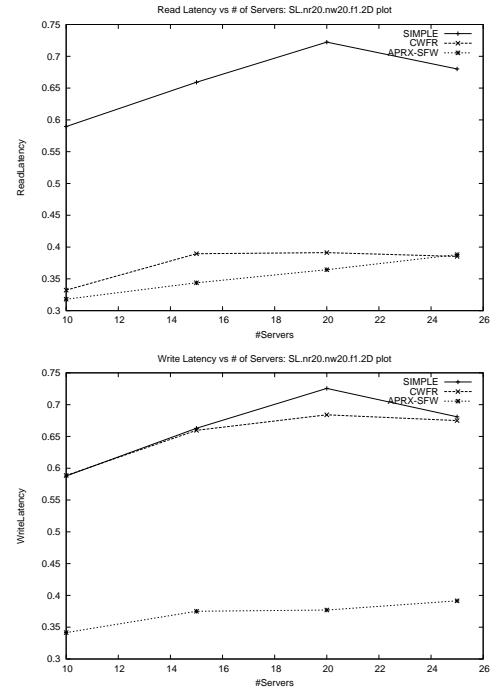 Read Latency vs # of Servers: SL.nr20.nw20.f1.2D plot
0.75
0.7
0.65
0.6
0.55
0.5
0.45
0.4
0.35
0.3
ReadLatency
SIMPLE
CWFR
APRX-SFW
10 12 14 16 18 20 22 24 26
#Servers
Write Latency vs # of Servers: SL.nr20.nw20.f1.2D plot
0.75
0.7
0.65
0.6
0.55
0.5
0.45
0.4
0.35
0.3
WriteLatency
SIMPLE
CWFR
APRX-SFW
10 12 14 16 18 20 22 24 26
#Servers